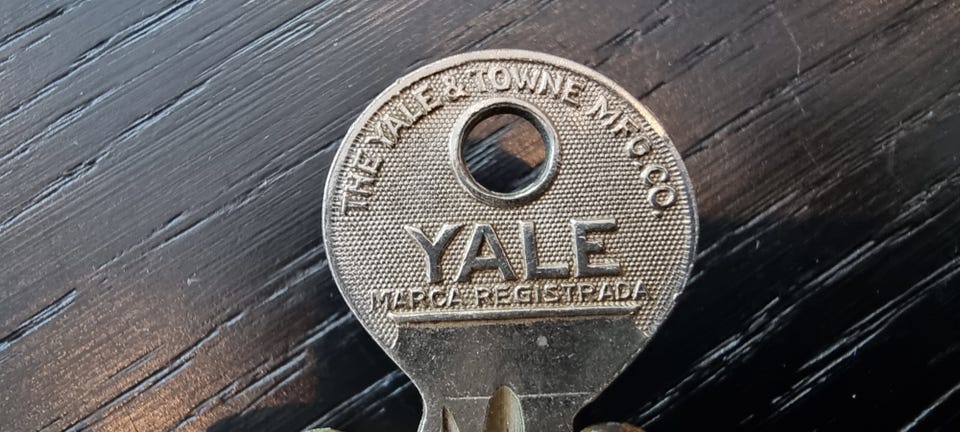 THE YALE & TOWNE MFG. CO.
YALE
MARCA REGISTRADA